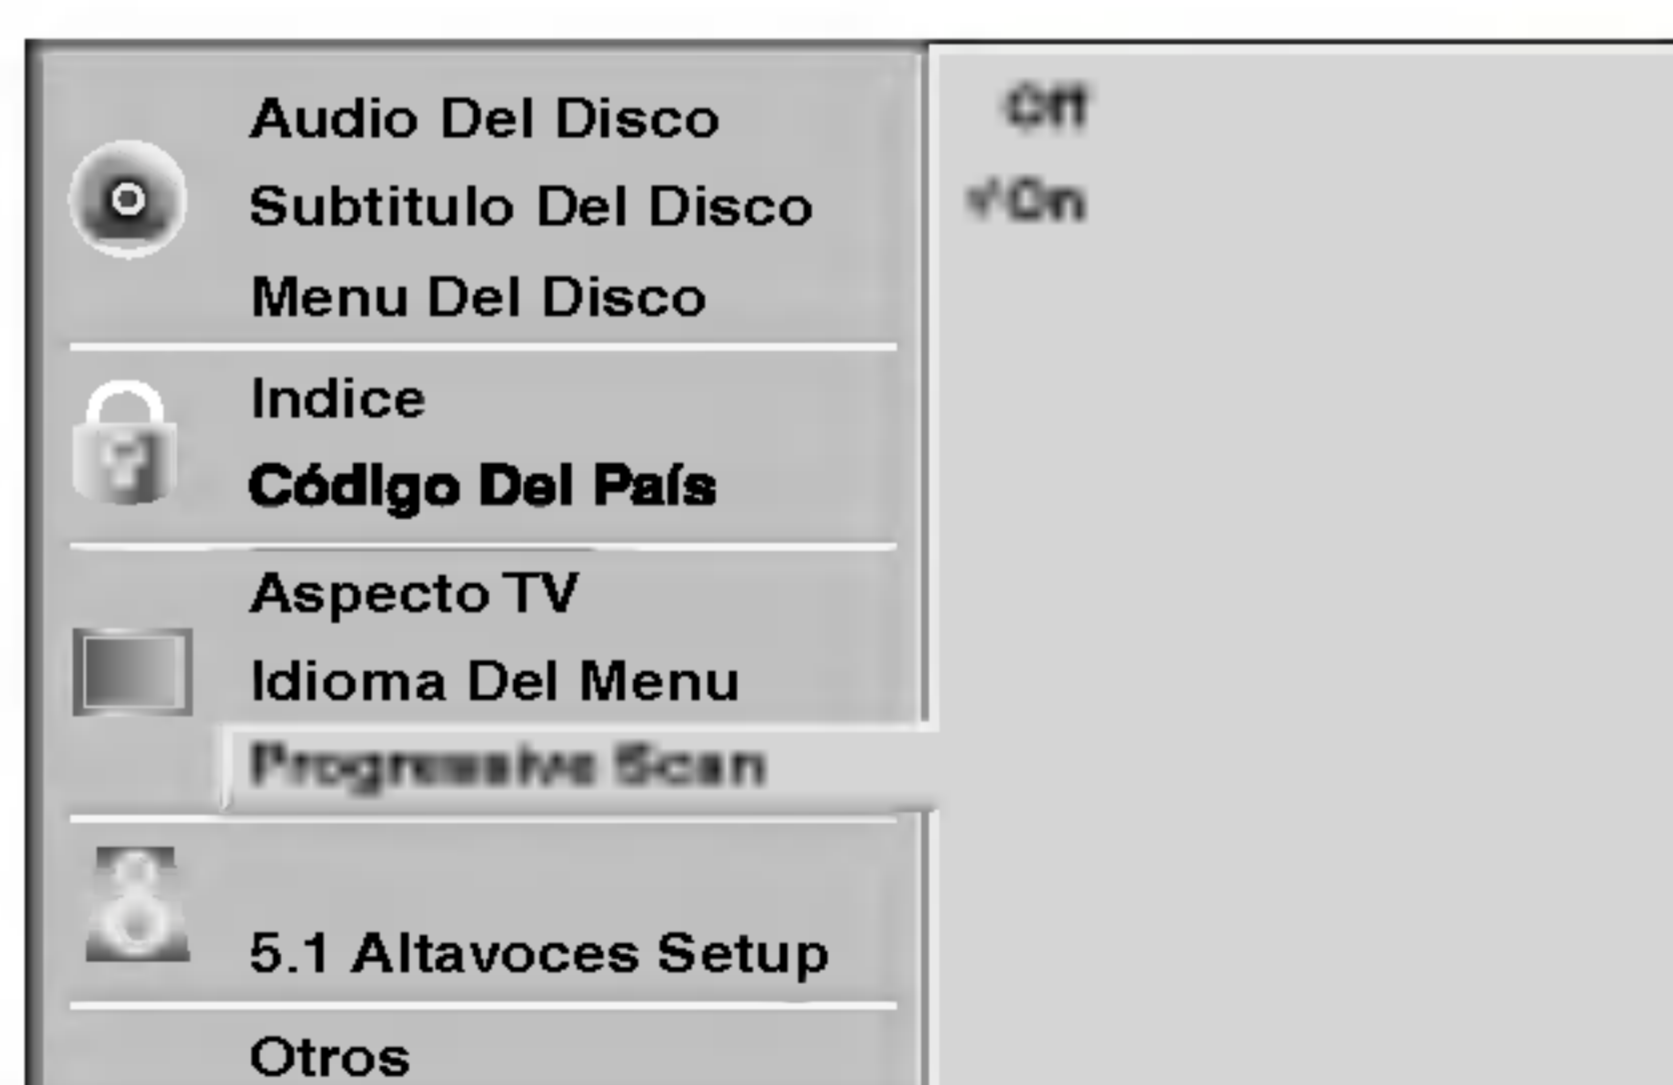 Audio Del Disco
Subtitulo Del Disco
Menu Del Disco
Indice
Código Del País
Aspecto TV
Idioma Del Menu
Progressive Scan
5.1 Altavoces Setup
Otros
Off
✓On